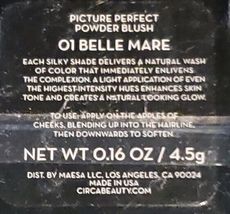 PICTURE PERFECT
POWDER BLUSH
01 BELLE MARE
EACH SILKY SHADE DELIVERS A NATURAL WASH
OF COLOR THAT IMMEDIATELY ENLIVENS
THE COMPLEXION. A LIGHT APPLICATION OF EVEN
THE HIGHEST-INTENSITY HUES ENHANCES SKIN
TONE AND CREATES A NATURAL-LOOKING GLOW.
TO USE: APPLY ON THE APPLES OF
CHEEKS, BLENDING UP INTO THE HAIRLINE,
THEN DOWNWARDS TO SOFTEN.
NET WT 0.16 OZ / 4.5g
DIST. BY MAESA LLC, LOS ANGELES, CA 90024
MADE IN USA
CIRCABEAUTY.COM